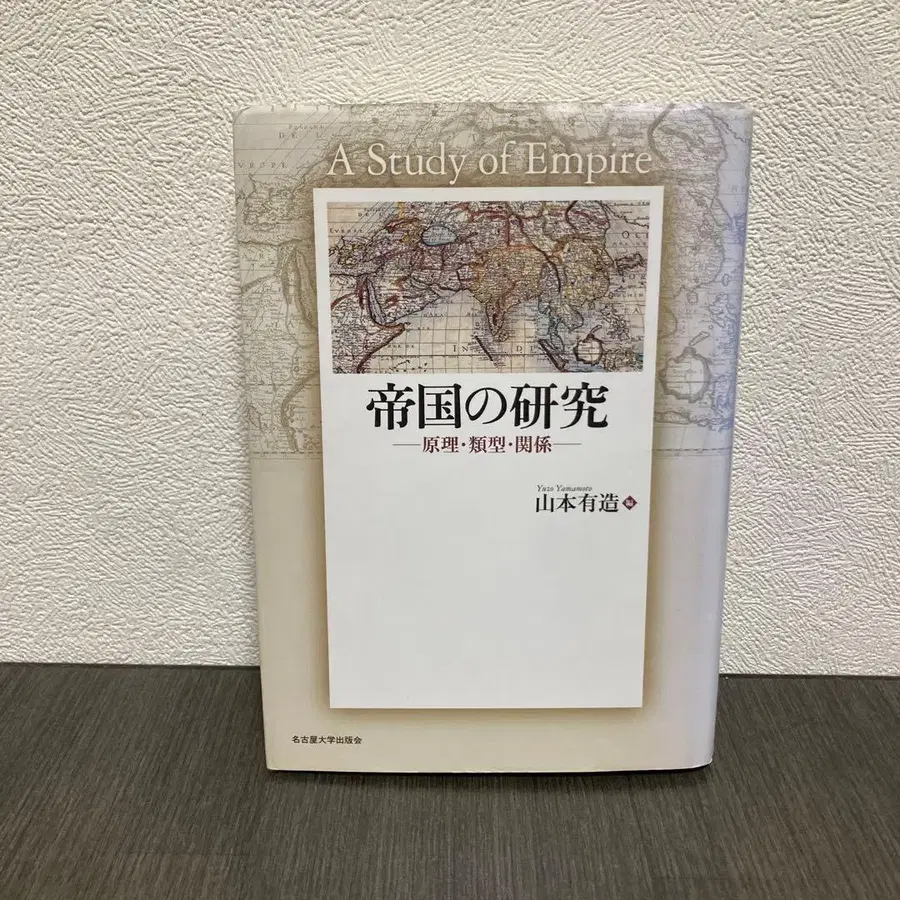 A Study of Empire
帝国の研究
―原理・類型・関係―
Yuzo Yamamoto
山本有造 編
名古屋大学出版会